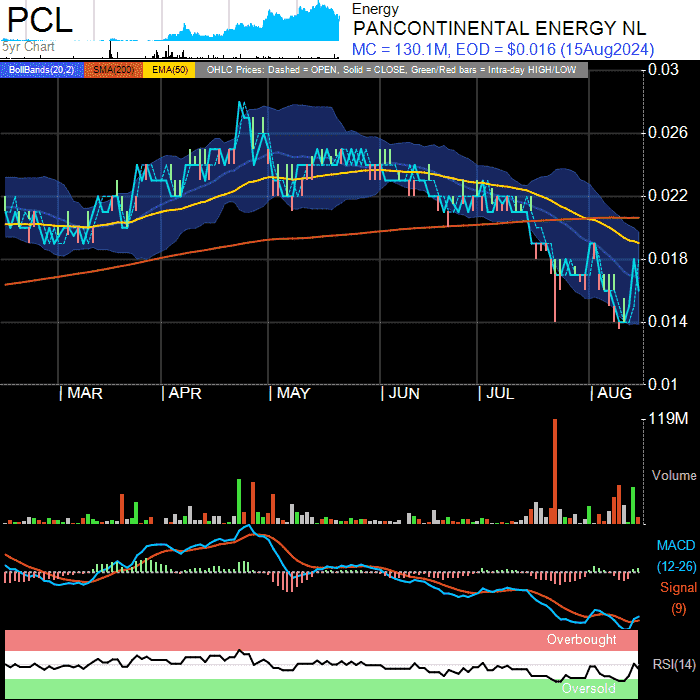 PCL
5yr Chart
Energy
PANCONTINENTAL ENERGY NL
MC = 130.1M, EOD = $0.016 (15Aug2024)
BollBands(20,2) SMA(200) EMA(50) OHLC Prices: Dashed = OPEN, Solid = CLOSE, Green/Red bars = Intra-day HIGH/LOW
0.03
0.026
0.022
0.018
0.014
0.01
MAR APR MAY JUN JUL AUG
119M
Volume
MACD
(12-26)
Signal
(9)
Overbought
RSI(14)
Oversold